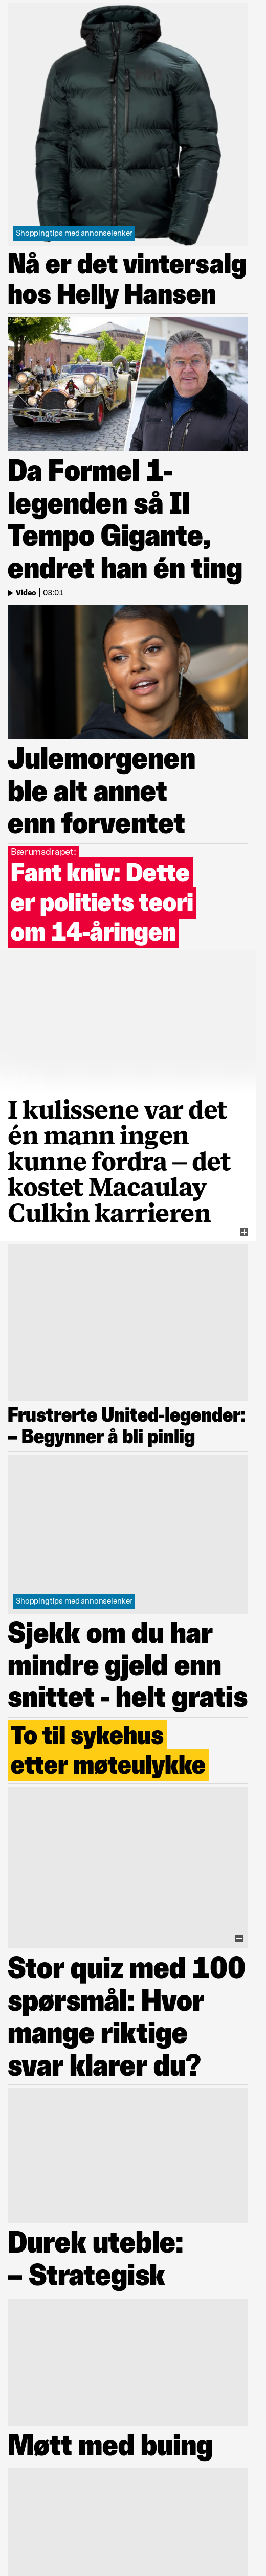 Shoppingtips med annonselenker
Nå er det vintersalg
hos Helly Hansen
Da Formel 1-
legenden så Il
Tempo Gigante,
endret han én ting
Video | 03:01
Julemorgenen
ble alt annet
enn forventet
Bærumsdrapet:
Fant kniv: Dette
er politiets teori
om 14-åringen
I kulissene var det
én mann ingen
kunne fordra – det
kostet Macaulay
Culkin karrieren
Frustrerte United-legender:
– Begynner å bli pinlig
Shoppingtips med annonselenker
Sjekk om du har
mindre gjeld enn
snittet - helt gratis
To til sykehus
etter møteulykke
Stor quiz med 100
spørsmål: Hvor
mange riktige
svar klarer du?
Durek uteble:
– Strategisk
Møtt med buing